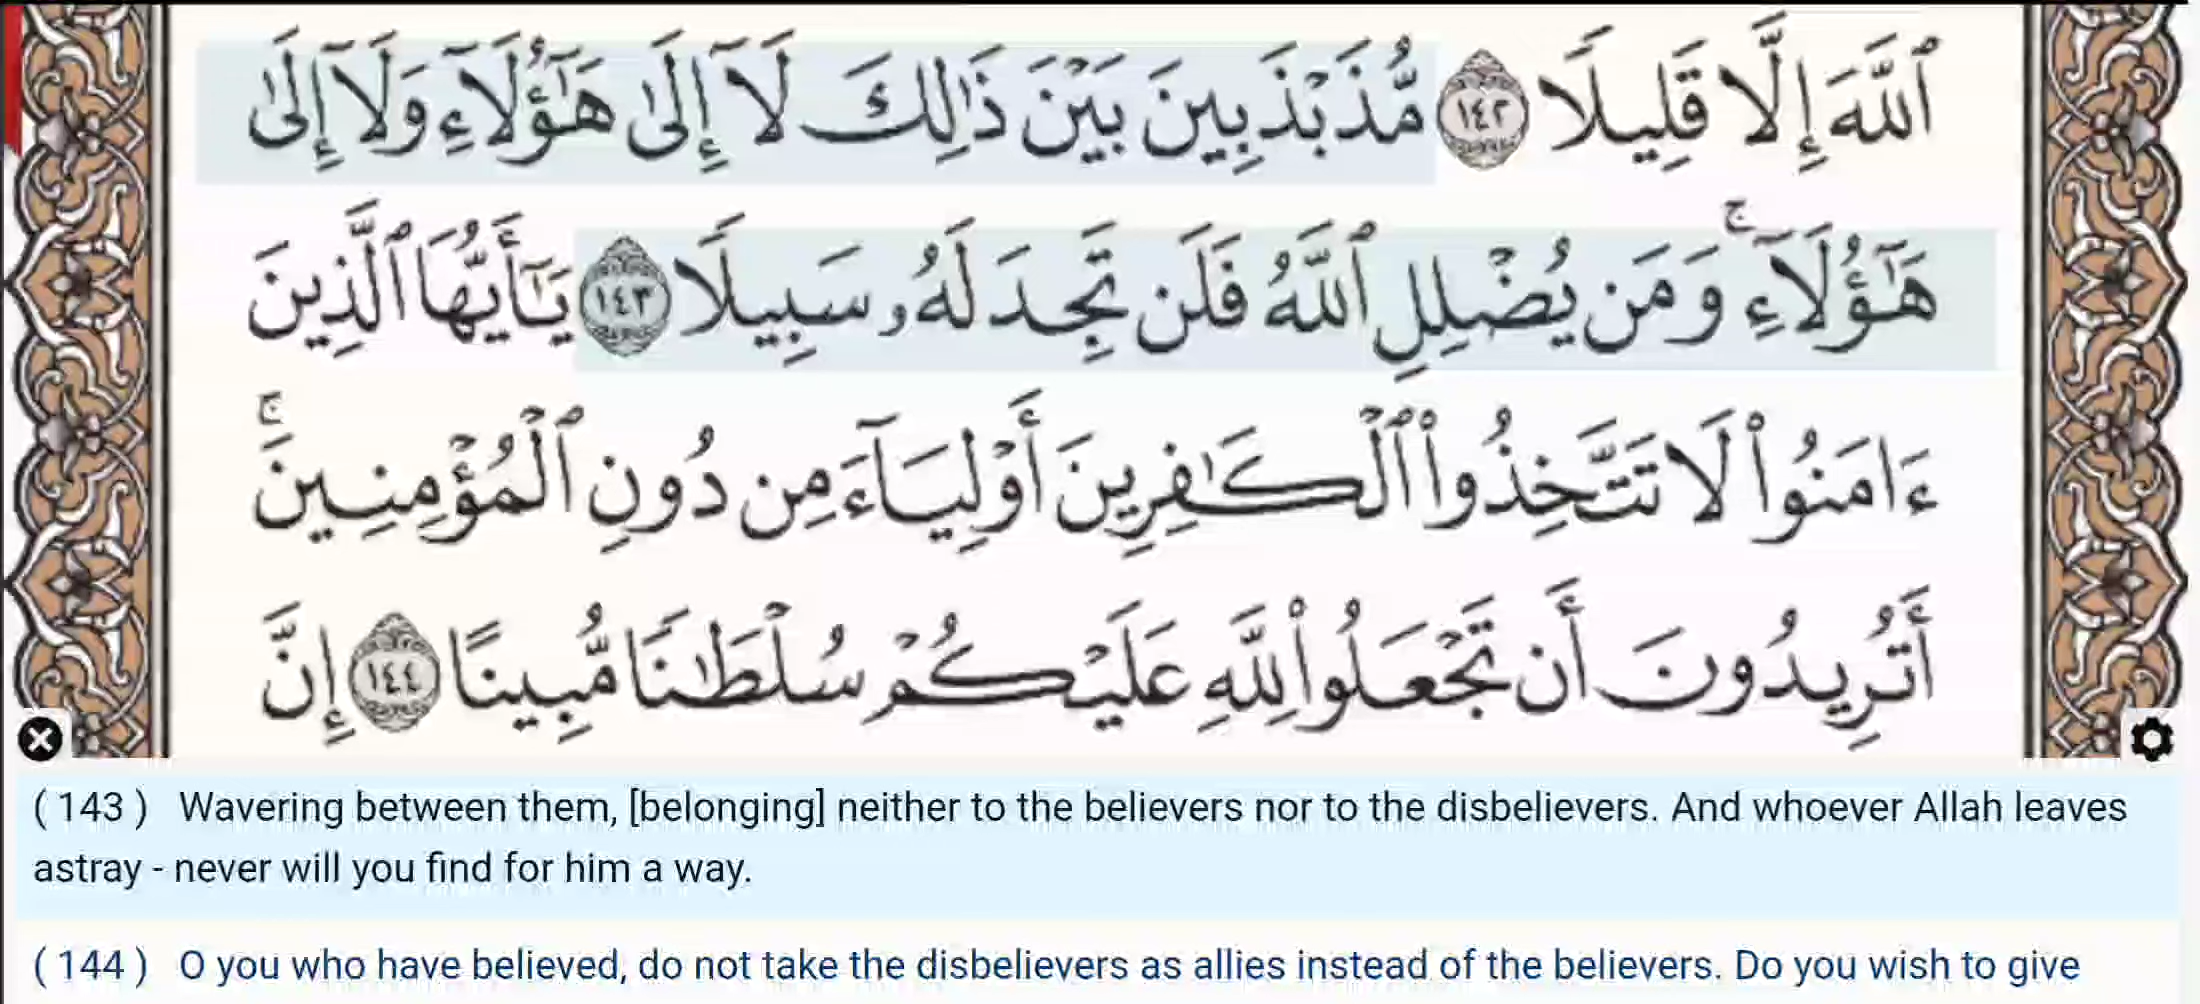 ٱللَّهَ إِلَّا قَلِيلًا ١٤٢ مُّذَبْذَبِينَ بَيْنَ ذَٰلِكَ لَآ إِلَىٰ هَٰٓؤُلَآءِ وَلَآ إِلَىٰ
هَٰٓؤُلَآءِ ۚ وَمَن يُضْلِلِ ٱللَّهُ فَلَن تَجِدَ لَهُۥ سَبِيلًا ١٤٣ يَٰٓأَيُّهَا ٱلَّذِينَ
ءَامَنُوا۟ لَا تَتَّخِذُوا۟ ٱلْكَٰفِرِينَ أَوْلِيَآءَ مِن دُونِ ٱلْمُؤْمِنِينَ ۚ
أَتُرِيدُونَ أَن تَجْعَلُوا۟ لِلَّهِ عَلَيْكُمْ سُلْطَٰنًا مُّبِينًا ١٤٤ إِنَّ
( 143 ) Wavering between them, [belonging] neither to the believers nor to the disbelievers. And whoever Allah leaves
astray - never will you find for him a way.
( 144 ) O you who have believed, do not take the disbelievers as allies instead of the believers. Do you wish to give